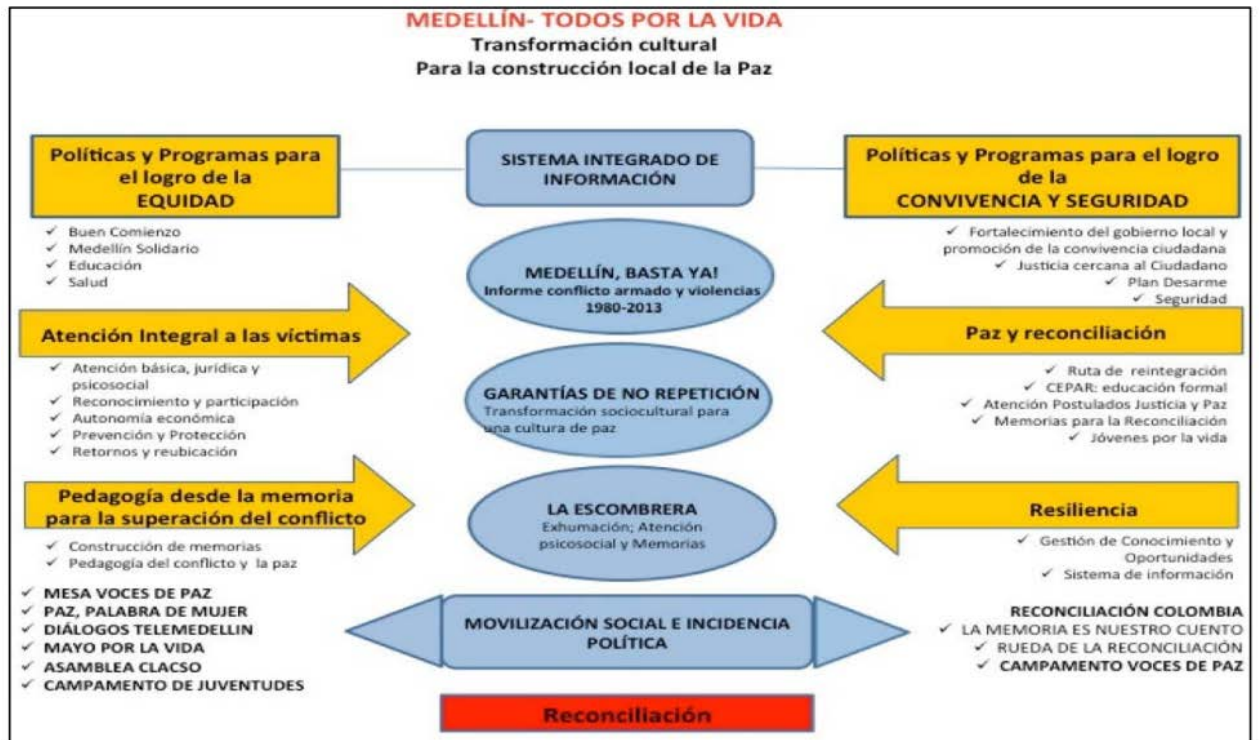 MEDELLÍN- TODOS POR LA VIDA
Transformación cultural
Para la construcción local de la Paz
Políticas y Programas para
el logro de la
EQUIDAD
✓ Buen Comienzo
✓ Medellín Solidario
✓ Educación
✓ Salud
Atención Integral a las víctimas
✓ Atención básica, jurídica y
psicosocial
✓ Reconocimiento y participación
✓ Autonomía económica
✓ Prevención y Protección
✓ Retornos y reubicación
Pedagogía desde la memoria
para la superación del conflicto
✓ Construcción de memorias
✓ Pedagogía del conflicto y la paz
✓ MESA VOCES DE PAZ
✓ PAZ, PALABRA DE MUJER
✓ DIÁLOGOS TELEMEDELLIN
✓ MAYO POR LA VIDA
✓ ASAMBLEA CLACSO
✓ CAMPAMENTO DE JUVENTUDES
SISTEMA INTEGRADO DE
INFORMACIÓN
MEDELLÍN, BASTA YA!
Informe conflicto armado y violencias
1980-2013
GARANTÍAS DE NO REPETICIÓN
Transformación sociocultural para
una cultura de paz
LA ESCOMBRERA
Exhumación; Atención
psicosocial y Memorias
MOVILIZACIÓN SOCIAL E INCIDENCIA
POLÍTICA
Reconciliación
Políticas y Programas para el logro
de la
CONVIVENCIA Y SEGURIDAD
✓ Fortalecimiento del gobierno local y
promoción de la convivencia ciudadana
✓ Justicia cercana al Ciudadano
✓ Plan Desarme
✓ Seguridad
Paz y reconciliación
✓ Ruta de reintegración
✓ CEPAR: educación formal
✓ Atención Postulados Justicia y Paz
✓ Memorias para la Reconciliación
✓ Jóvenes por la vida
Resiliencia
✓ Gestión de Conocimiento y
Oportunidades
✓ Sistema de información
RECONCILIACIÓN COLOMBIA
✓ LA MEMORIA ES NUESTRO CUENTO
✓ RUEDA DE LA RECONCILIACIÓN
✓ CAMPAMENTO VOCES DE PAZ